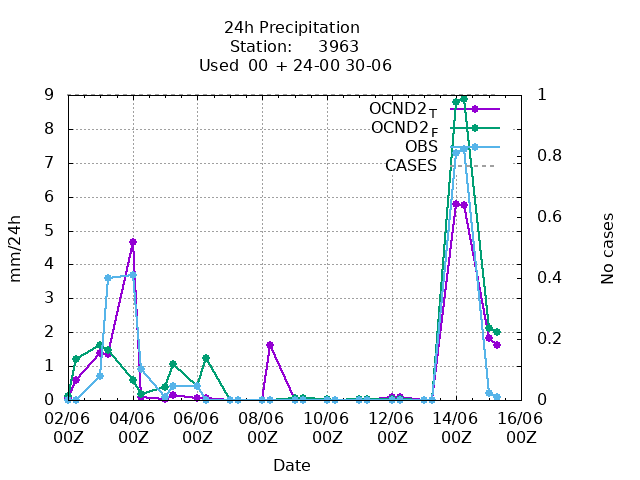 24h Precipitation
Station:     3963
Used  00 + 24-00 30-06
9 1
OCND2T
8
OCND2F
OBS
7 0.8
CASES
6 0.6
5
mm/24h
No cases
4 0.4
3
2 0.2
1
0 0
02/06 04/06 06/06 08/06 10/06 12/06 14/06 16/06
00Z 00Z 00Z 00Z 00Z 00Z 00Z 00Z
Date